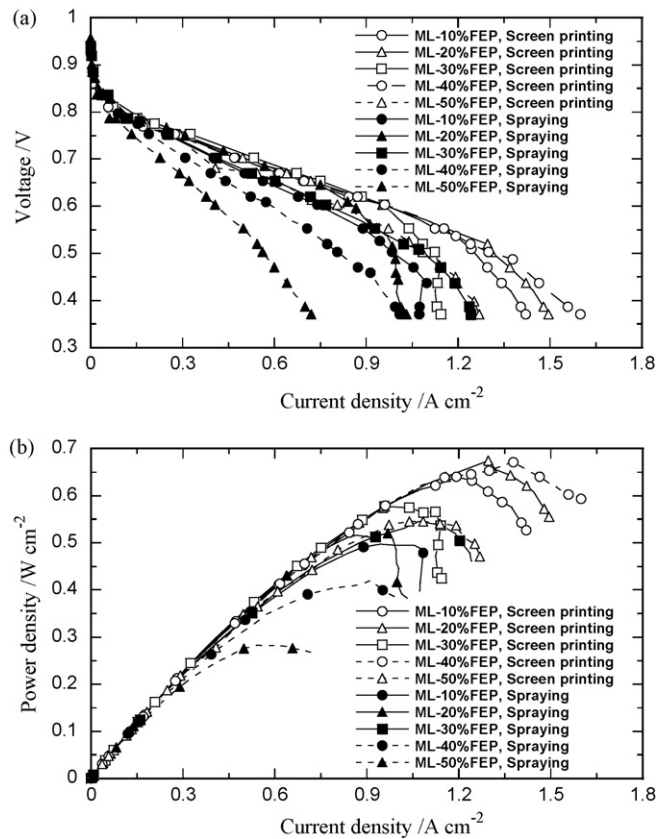 (a)
1
0.9
0.8
0.7
0.6
0.5
0.4
0.3
Voltage /V
ML-10%FEP, Screen printing
ML-20%FEP, Screen printing
ML-30%FEP, Screen printing
ML-40%FEP, Screen printing
ML-50%FEP, Screen printing
ML-10%FEP, Spraying
ML-20%FEP, Spraying
ML-30%FEP, Spraying
ML-40%FEP, Spraying
ML-50%FEP, Spraying
0 0.3 0.6 0.9 1.2 1.5 1.8
Current density /A cm⁻²
(b)
0.7
0.6
0.5
0.4
0.3
0.2
0.1
0
Power density /W cm⁻²
ML-10%FEP, Screen printing
ML-20%FEP, Screen printing
ML-30%FEP, Screen printing
ML-40%FEP, Screen printing
ML-50%FEP, Screen printing
ML-10%FEP, Spraying
ML-20%FEP, Spraying
ML-30%FEP, Spraying
ML-40%FEP, Spraying
ML-50%FEP, Spraying
0 0.3 0.6 0.9 1.2 1.5 1.8
Current density /A cm⁻²